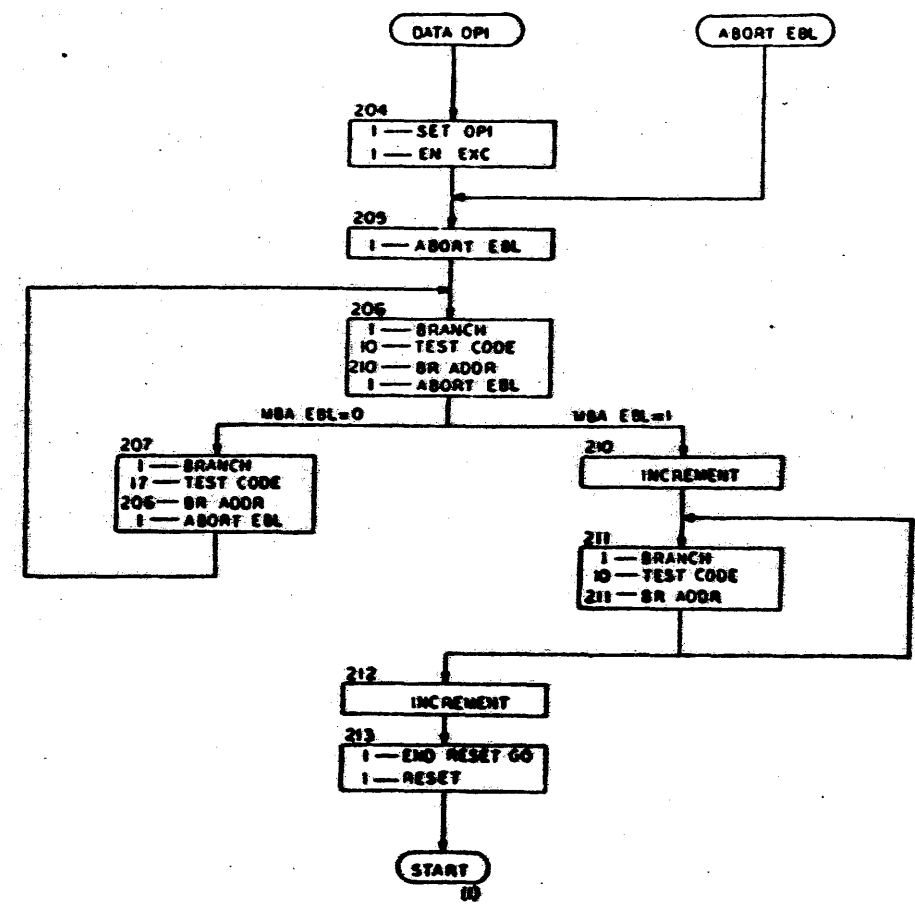 DATA OPI
ABORT EBL
204
1 — SET OPI
1 — EN EXC
205
1 — ABORT EBL
206
1 — BRANCH
10 — TEST CODE
210 — BR ADDR
1 — ABORT EBL
MBA EBL=0
MBA EBL=1
207
1 — BRANCH
17 — TEST CODE
206 — BR ADDR
1 — ABORT EBL
210
INCREMENT
211
1 — BRANCH
10 — TEST CODE
211 — BR ADDR
212
INCREMENT
213
1 — END RESET GO
1 — RESET
START